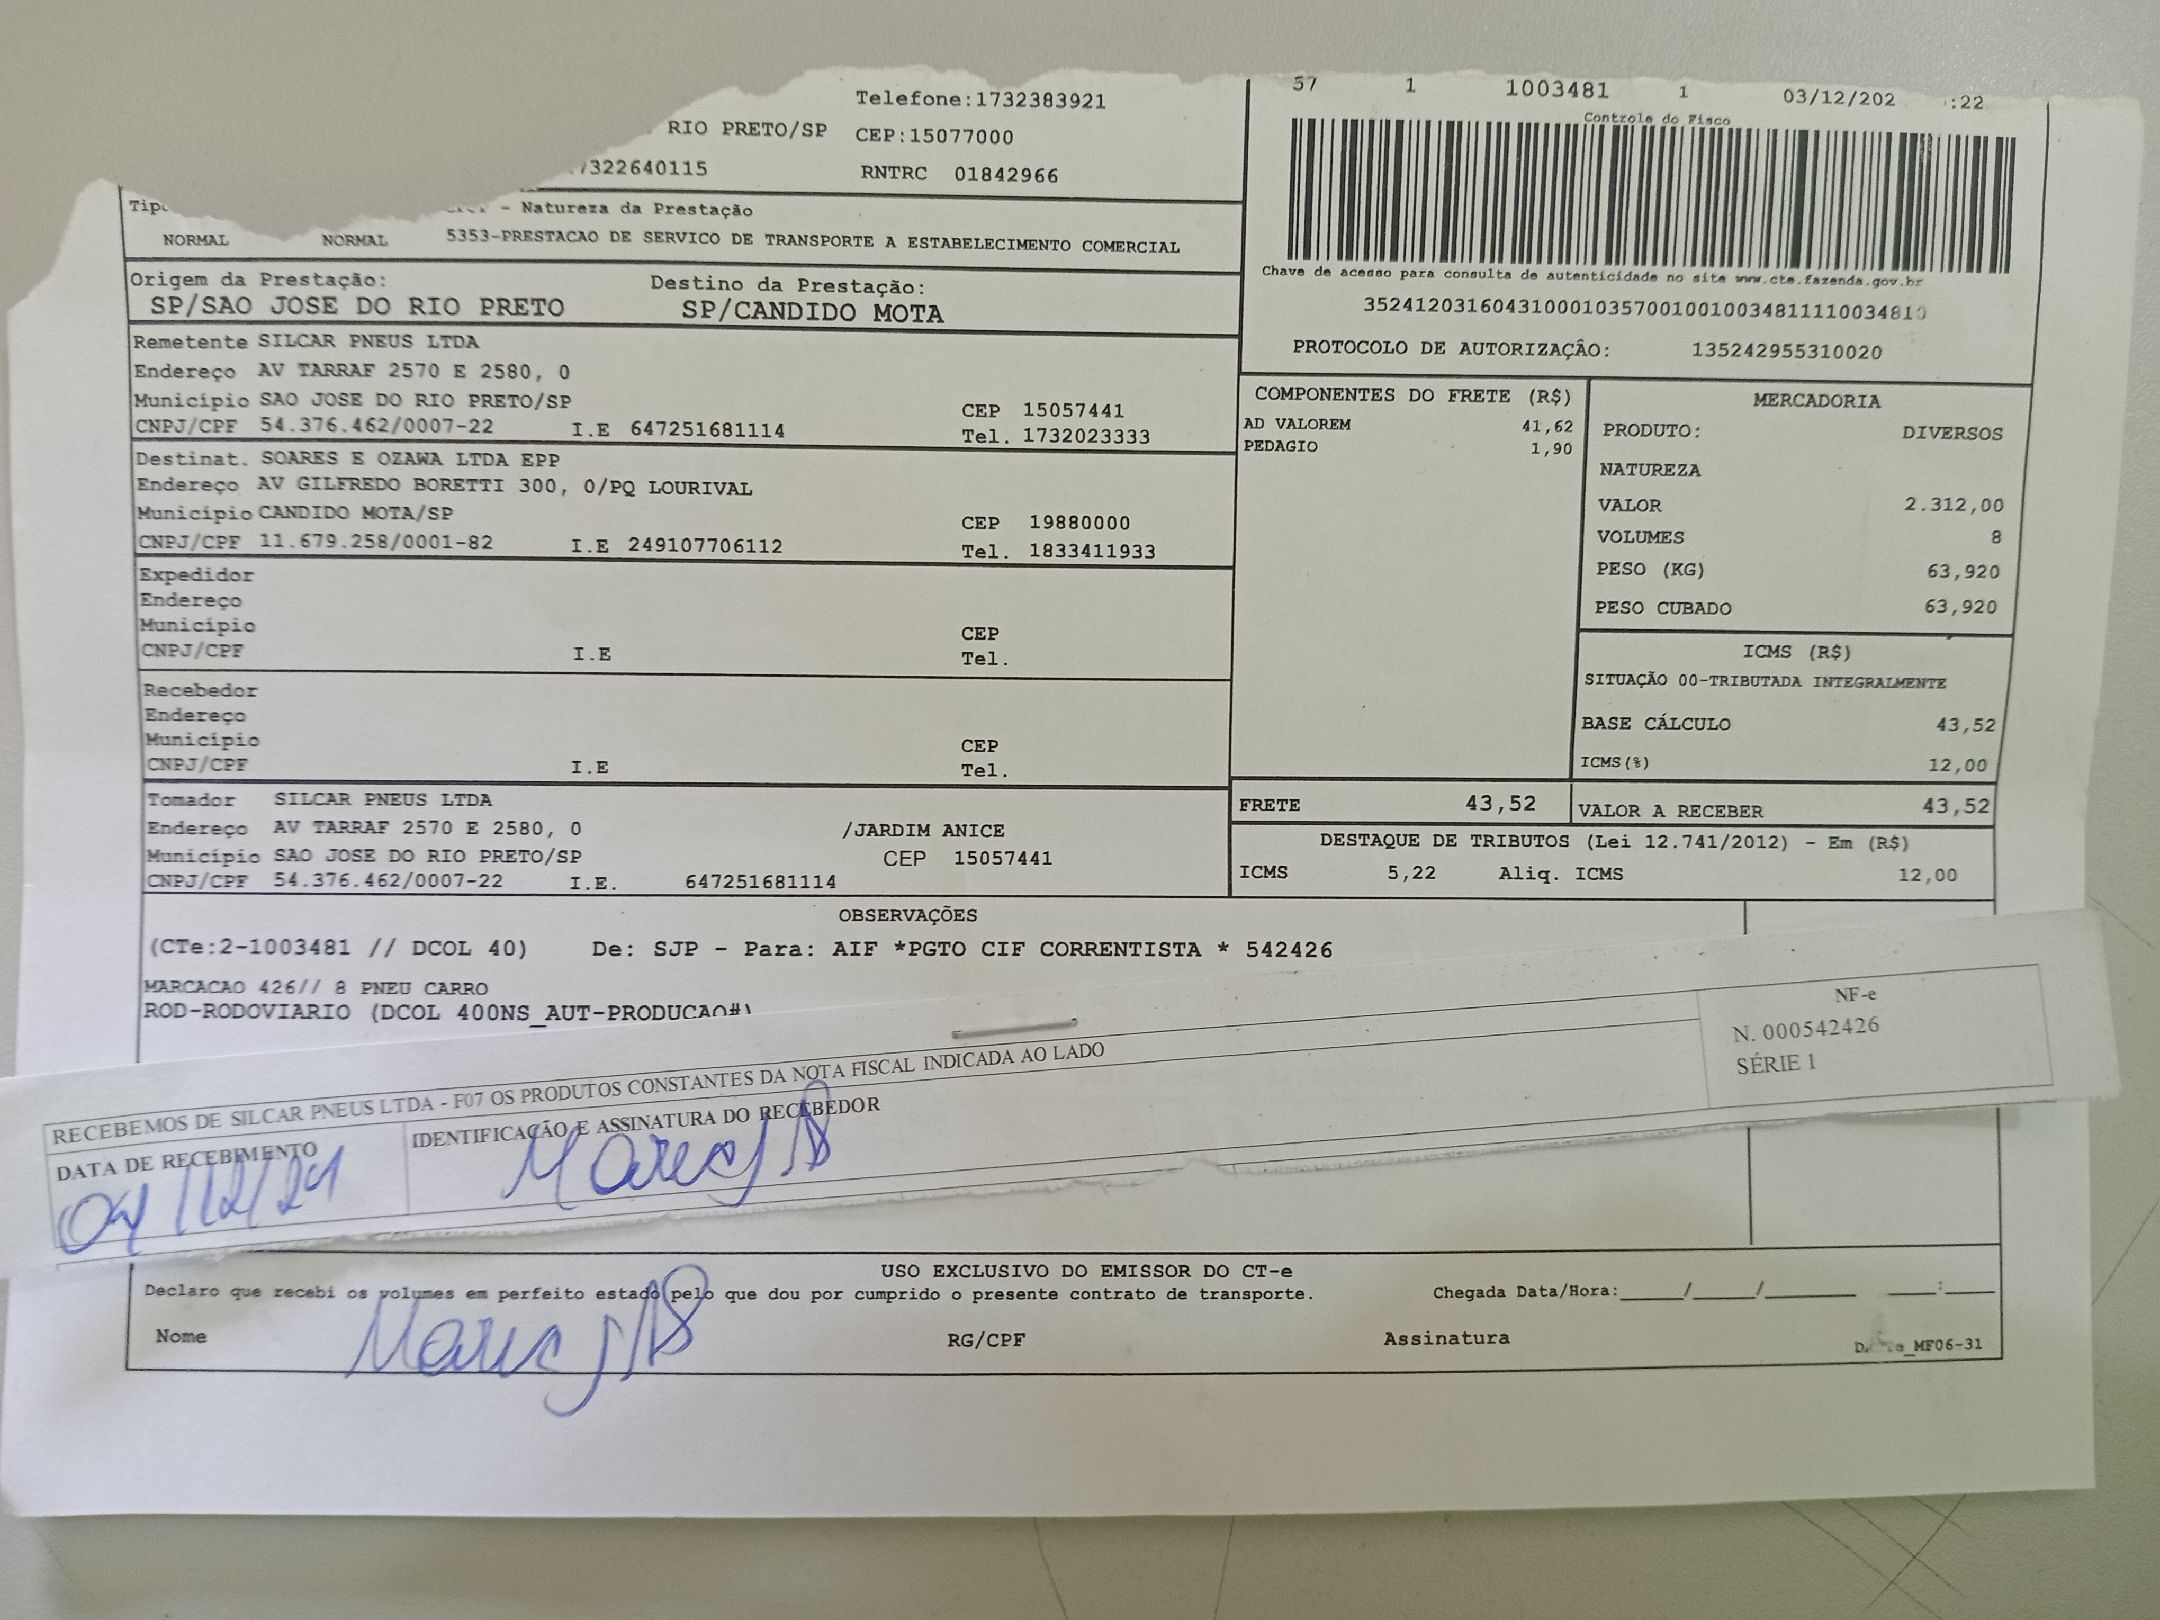 Telefone:1732383921
RIO PRETO/SP CEP:15077000
7322640115 RNTRC 01842966
57 1 1003481 1 03/12/202 :22
Controle do Fisco
- Natureza da Prestação
NORMAL NORMAL 5353-PRESTACAO DE SERVICO DE TRANSPORTE A ESTABELECIMENTO COMERCIAL
Chave de acesso para consulta de autenticidade no site www.cte.fazenda.gov.br
35241203160431000103570010010034811110034810
PROTOCOLO DE AUTORIZAÇÂO: 135242955310020
Origem da Prestação: Destino da Prestação:
SP/SAO JOSE DO RIO PRETO SP/CANDIDO MOTA
Remetente SILCAR PNEUS LTDA
Endereço AV TARRAF 2570 E 2580, 0
Município SAO JOSE DO RIO PRETO/SP CEP 15057441
CNPJ/CPF 54.376.462/0007-22 I.E 647251681114 Tel. 1732023333
Destinat. SOARES E OZAWA LTDA EPP
Endereço AV GILFREDO BORETTI 300, 0/PQ LOURIVAL
Município CANDIDO MOTA/SP CEP 19880000
CNPJ/CPF 11.679.258/0001-82 I.E 249107706112 Tel. 1833411933
Expedidor
Endereço
Município CEP
CNPJ/CPF I.E Tel.
Recebedor
Endereço
Município CEP
CNPJ/CPF I.E Tel.
Tomador SILCAR PNEUS LTDA
Endereço AV TARRAF 2570 E 2580, 0 /JARDIM ANICE
Município SAO JOSE DO RIO PRETO/SP CEP 15057441
CNPJ/CPF 54.376.462/0007-22 I.E. 647251681114
COMPONENTES DO FRETE (R$)
AD VALOREM 41,62
PEDAGIO 1,90
MERCADORIA
PRODUTO: DIVERSOS
NATUREZA
VALOR 2.312,00
VOLUMES 8
PESO (KG) 63,920
PESO CUBADO 63,920
ICMS (R$)
SITUAÇÃO 00-TRIBUTADA INTEGRALMENTE
BASE CÁLCULO 43,52
ICMS(%) 12,00
FRETE 43,52 VALOR A RECEBER 43,52
DESTAQUE DE TRIBUTOS (Lei 12.741/2012) - Em (R$)
ICMS 5,22 Aliq. ICMS 12,00
OBSERVAÇÕES
(CTe:2-1003481 // DCOL 40) De: SJP - Para: AIF *PGTO CIF CORRENTISTA * 542426
MARCACAO 426// 8 PNEU CARRO
ROD-RODOVIARIO (DCOL 400NS_AUT-PRODUCAO#)
RECEBEMOS DE SILCAR PNEUS LTDA - F07 OS PRODUTOS CONSTANTES DA NOTA FISCAL INDICADA AO LADO
DATA DE RECEBIMENTO IDENTIFICAÇÃO E ASSINATURA DO RECEBEDOR
04/12/24
NF-e
N. 000542426
SÉRIE 1
USO EXCLUSIVO DO EMISSOR DO CT-e
Declaro que recebi os volumes em perfeito estado pelo que dou por cumprido o presente contrato de transporte. Chegada Data/Hora:____/____/______ ___:___
Nome RG/CPF Assinatura